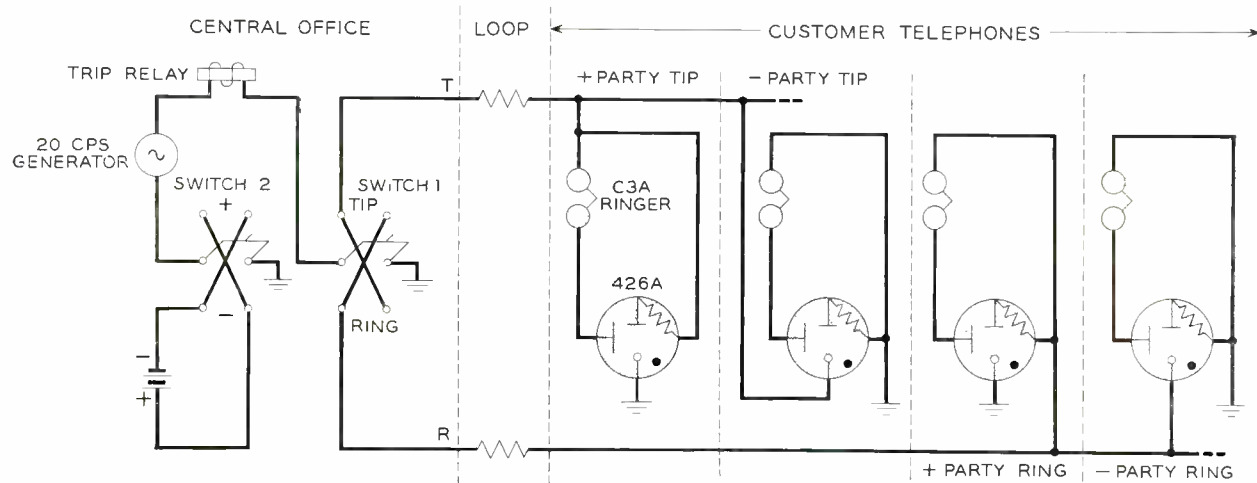 CENTRAL OFFICE
LOOP
CUSTOMER TELEPHONES
TRIP RELAY
T
+ PARTY TIP
− PARTY TIP
20 CPS
GENERATOR
SWITCH 2
+
SWITCH 1
TIP
C3A
RINGER
426A
−
RING
−
+
R
+ PARTY RING
− PARTY RING